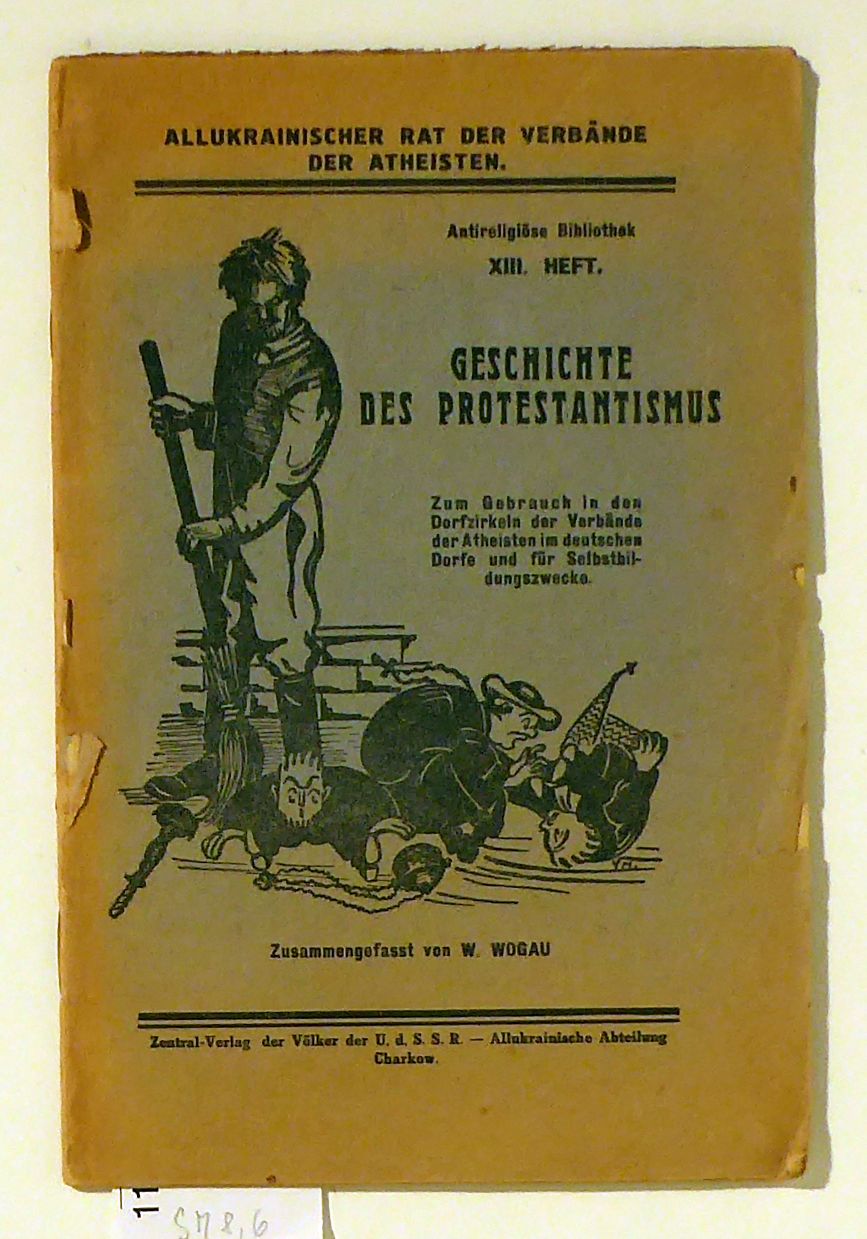 ALLUKRAINISCHER RAT DER VERBÄNDE
DER ATHEISTEN.
Antireligiöse Bibliothek
XIII. HEFT.
GESCHICHTE
DES PROTESTANTISMUS
Zum Gebrauch in den
Dorfzirkeln der Verbände
der Atheisten im deutschen
Dorfe und für Selbstbil-
dungszwecke.
Zusammengefasst von W. WOGAU
Zentral-Verlag der Völker der U. d. S. S. R. — Allukrainische Abteilung
Charkow.
11
SM 8,6